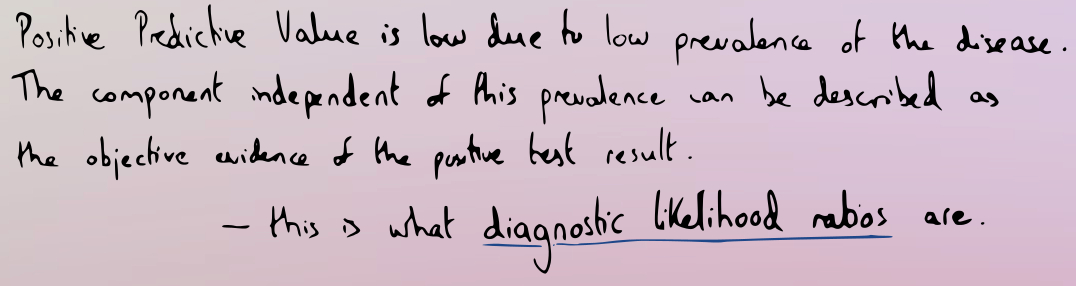 Positive Predictive Value is low due to low prevalence of the disease.
The component independent of this prevalence can be described as
the objective evidence of the positive test result.
– this is what diagnostic likelihood ratios are.